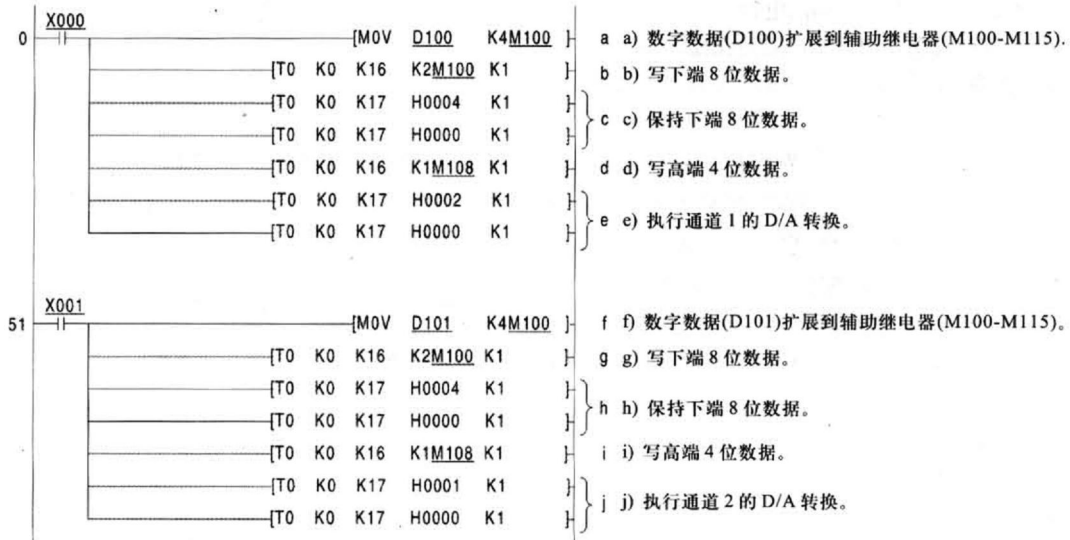 X000
0 [MOV D100 K4M100 ] a a) 数字数据(D100)扩展到辅助继电器(M100-M115).
[TO K0 K16 K2M100 K1 ] b b) 写下端 8 位数据。
[TO K0 K17 H0004 K1 ]
c c) 保持下端 8 位数据。
[TO K0 K17 H0000 K1 ]
[TO K0 K16 K1M108 K1 ] d d) 写高端 4 位数据。
[TO K0 K17 H0002 K1 ]
e e) 执行通道 1 的 D/A 转换。
[TO K0 K17 H0000 K1 ]
X001
51 [MOV D101 K4M100 ] f f) 数字数据(D101)扩展到辅助继电器(M100-M115)。
[TO K0 K16 K2M100 K1 ] g g) 写下端 8 位数据。
[TO K0 K17 H0004 K1 ]
h h) 保持下端 8 位数据。
[TO K0 K17 H0000 K1 ]
[TO K0 K16 K1M108 K1 ] i i) 写高端 4 位数据。
[TO K0 K17 H0001 K1 ]
j j) 执行通道 2 的 D/A 转换。
[TO K0 K17 H0000 K1 ]